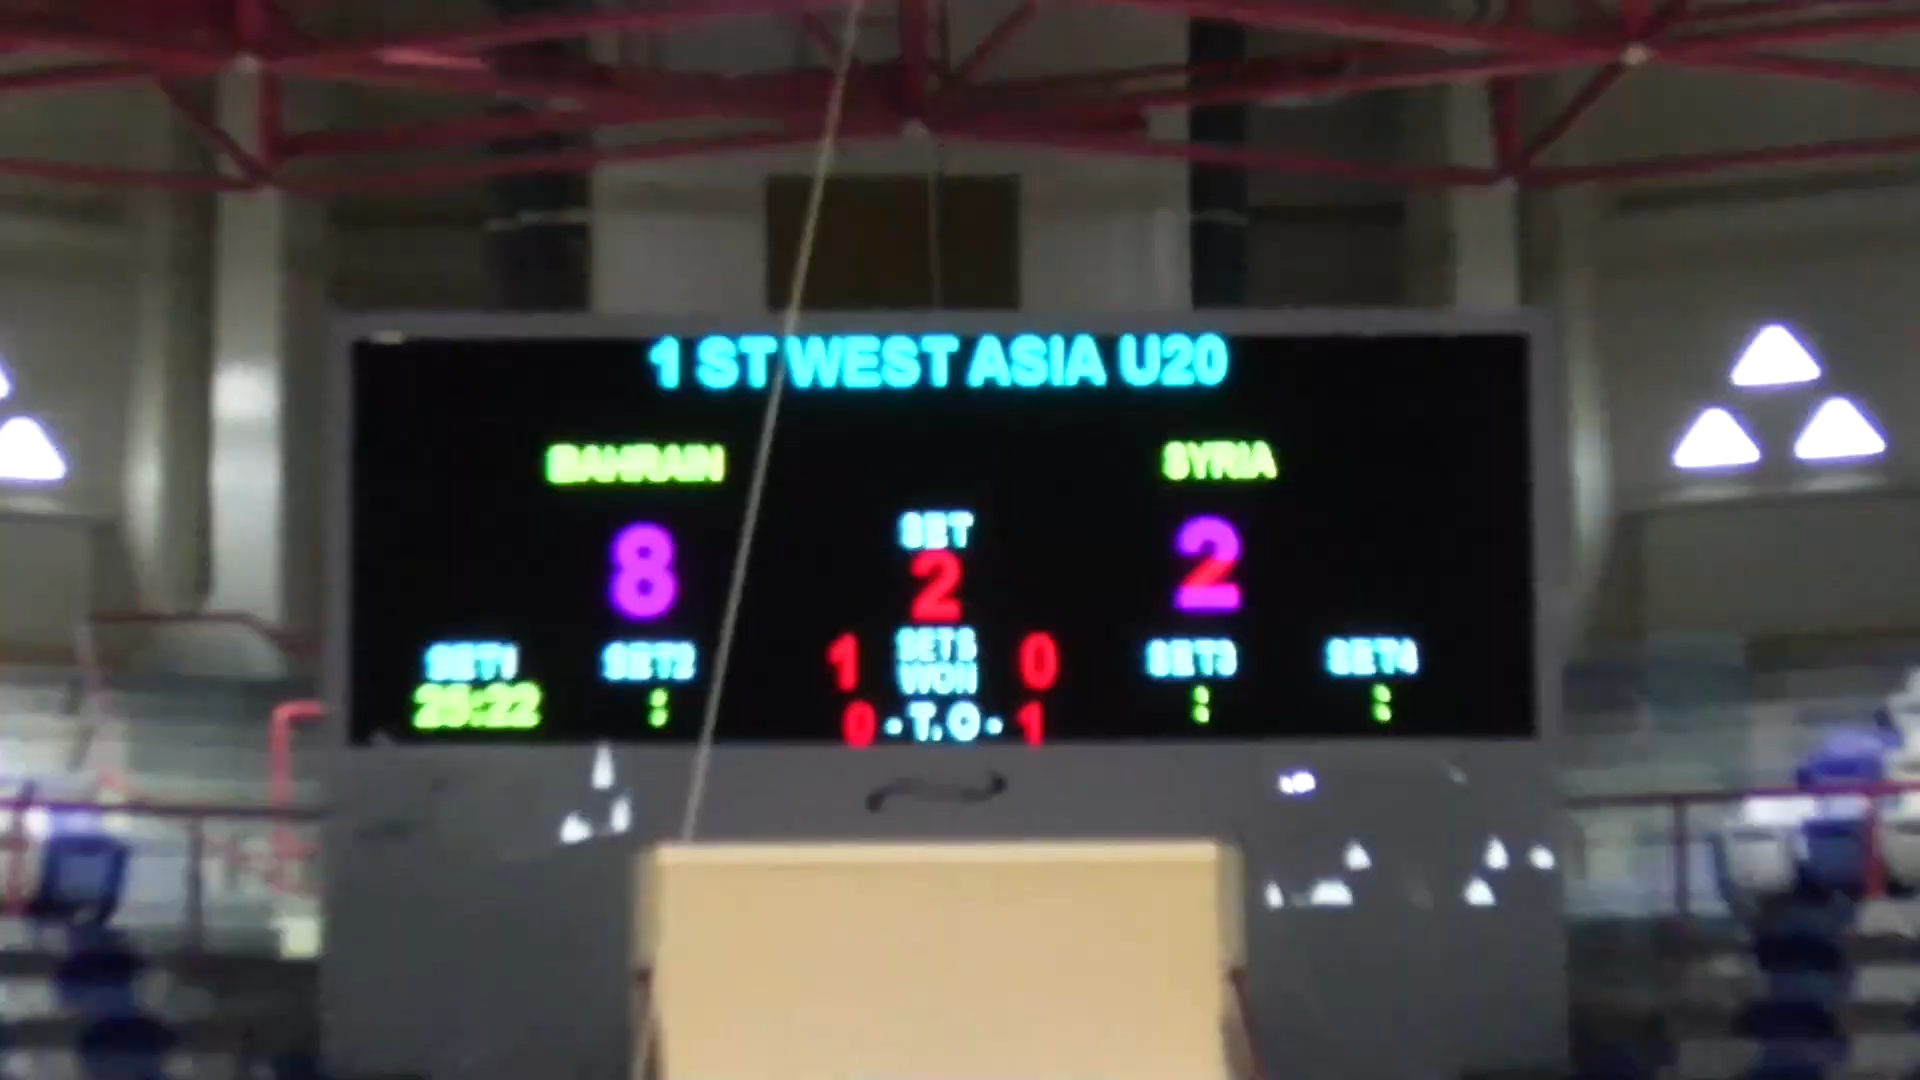 1 ST WEST ASIA U20
BAHRAIN SYRIA
8 SET 2
2
SET1 SET2 1 SETS WON 0 SET3 SET4
25:22 : 0 - T.O - 1 : :